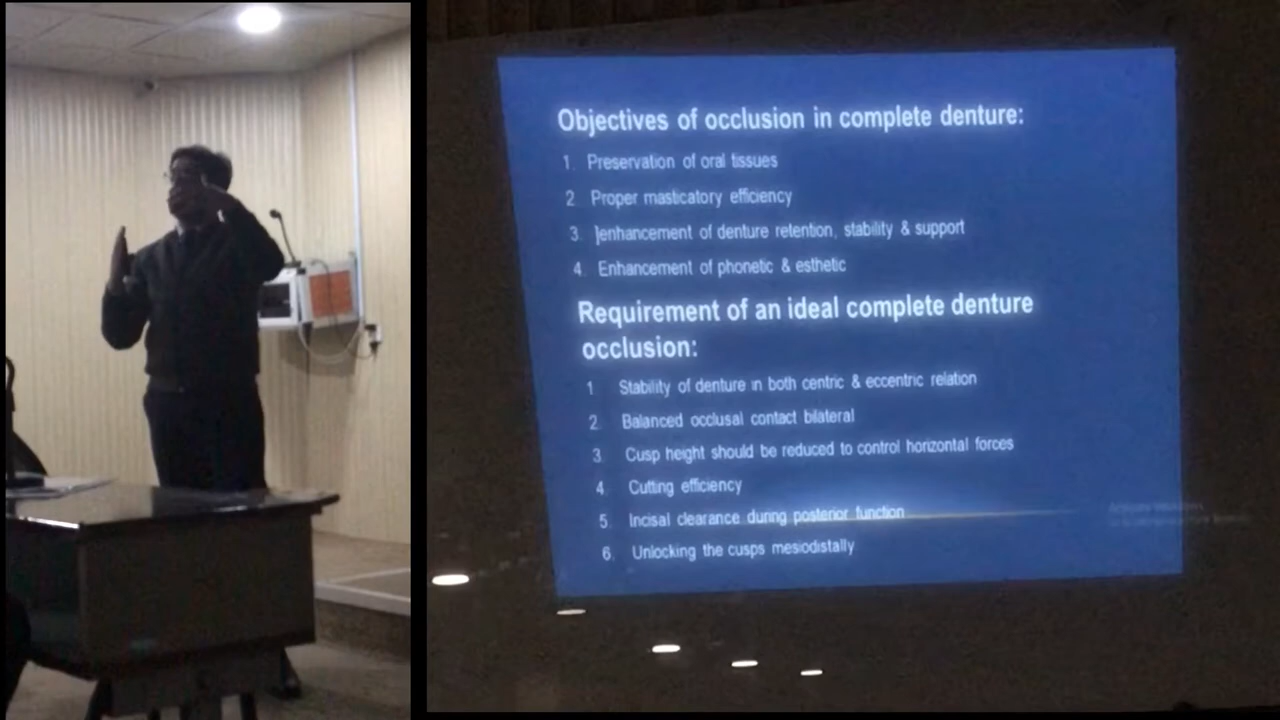 Objectives of occlusion in complete denture:
1. Preservation of oral tissues
2. Proper masticatory efficiency
3. enhancement of denture retention, stability & support
4. Enhancement of phonetic & esthetic
Requirement of an ideal complete denture
occlusion:
1 Stability of denture in both centric & eccentric relation
2. Balanced occlusal contact bilateral
3. Cusp height should be reduced to control horizontal forces
4. Cutting efficiency
5. Incisal clearance during posterior function
6. Unlocking the cusps mesiodistally